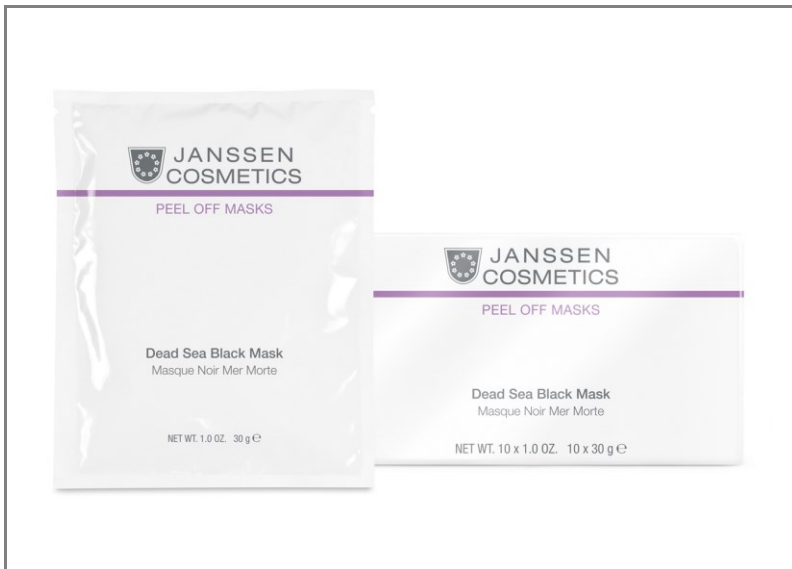 JANSSEN
COSMETICS
PEEL OFF MASKS
Dead Sea Black Mask
Masque Noir Mer Morte
NET WT. 1.0 OZ. 30 g ℮
JANSSEN
COSMETICS
PEEL OFF MASKS
Dead Sea Black Mask
Masque Noir Mer Morte
NET WT. 10 x 1.0 OZ. 10 x 30 g ℮